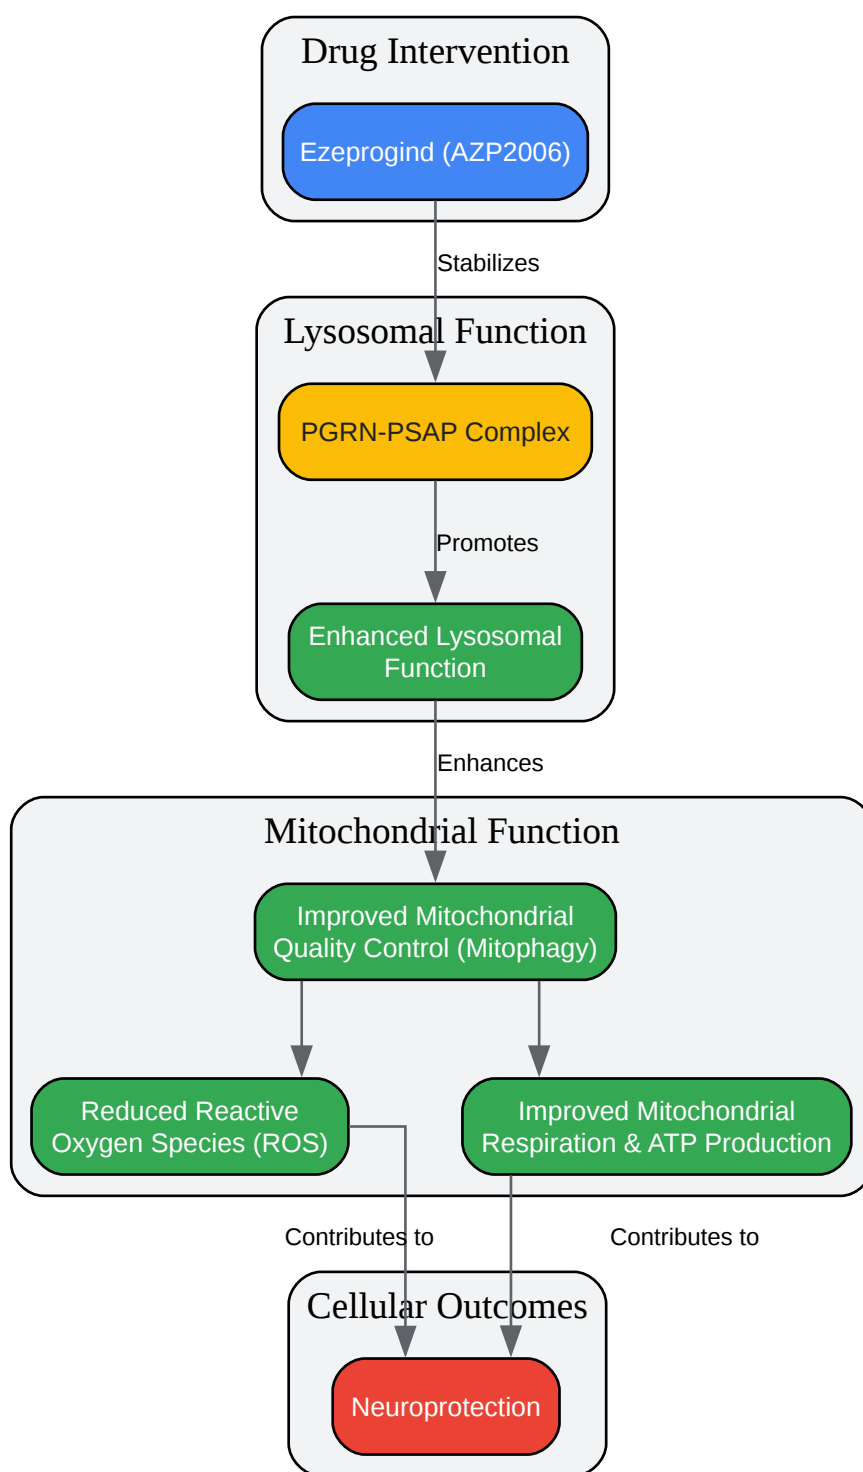 Drug Intervention
Ezeprogind (AZP2006)
Stabilizes
Lysosomal Function
PGRN-PSAP Complex
Promotes
Enhanced Lysosomal
Function
Enhances
Mitochondrial Function
Improved Mitochondrial
Quality Control (Mitophagy)
Reduced Reactive
Oxygen Species (ROS)
Improved Mitochondrial
Respiration & ATP Production
Contributes to
Contributes to
Cellular Outcomes
Neuroprotection